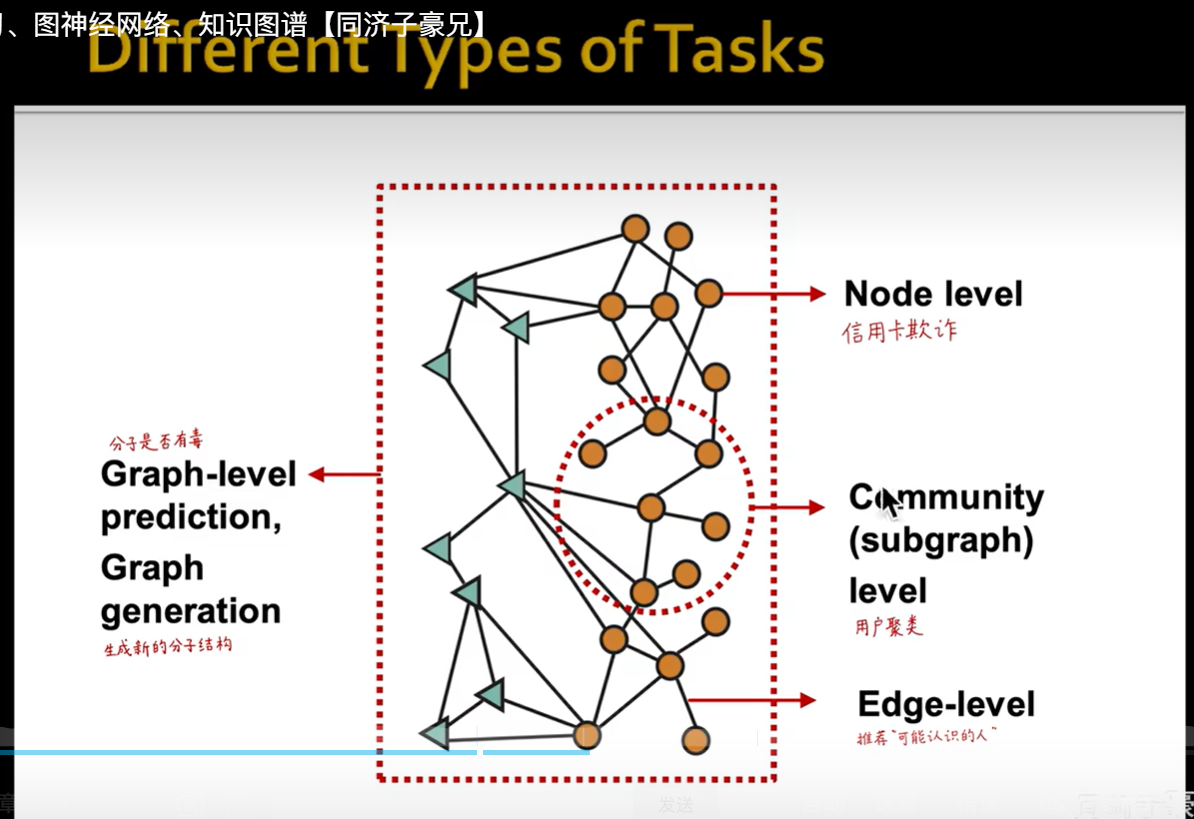 、图神经网络、知识图谱【同济子豪兄】
Different Types of Tasks
Node level
信用卡欺诈
分子是否有毒
Graph-level
prediction,
Graph
generation
生成新的分子结构
Community
(subgraph)
level
用户聚类
Edge-level
推荐"可能认识的人"
发送